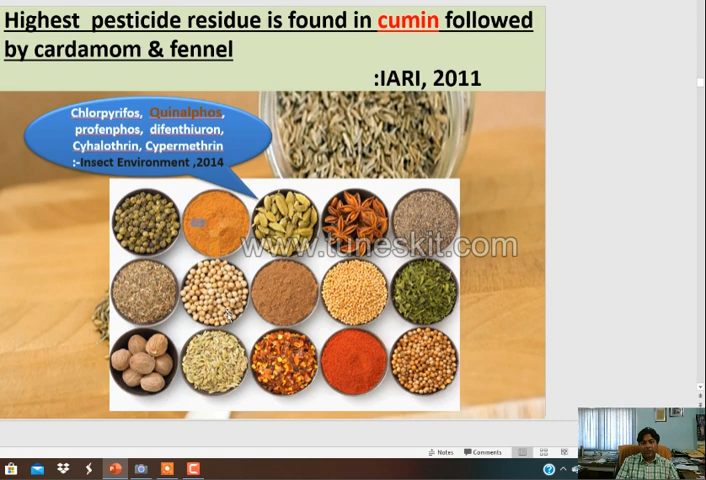 Highest pesticide residue is found in cumin followed
by cardamom & fennel
:IARI, 2011
Chlorpyrifos, Quinalphos,
profenphos, difenthiuron,
Cyhalothrin, Cypermethrin
:-Insect Environment ,2014
www.tuneskit.com
Notes Comments